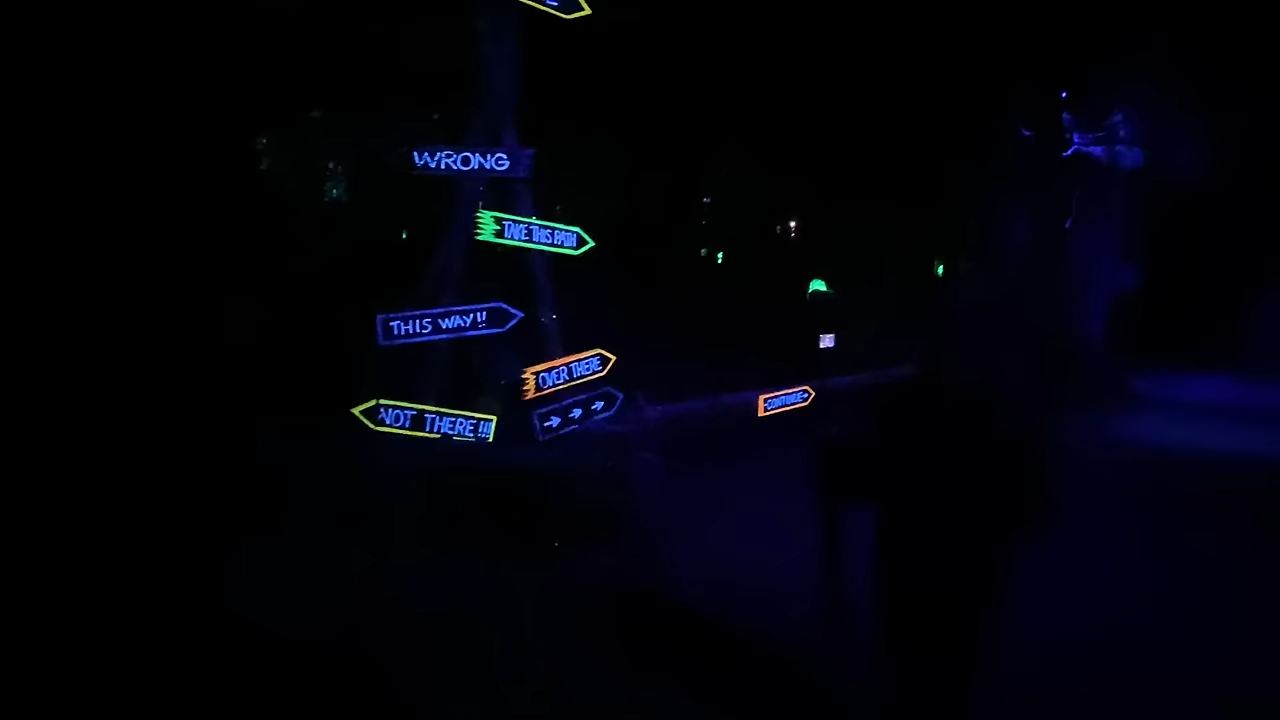 WRONG
TAKE THIS PATH
THIS WAY!!
OVER THERE
NOT THERE!!!
→ → →
-CONTINUE→